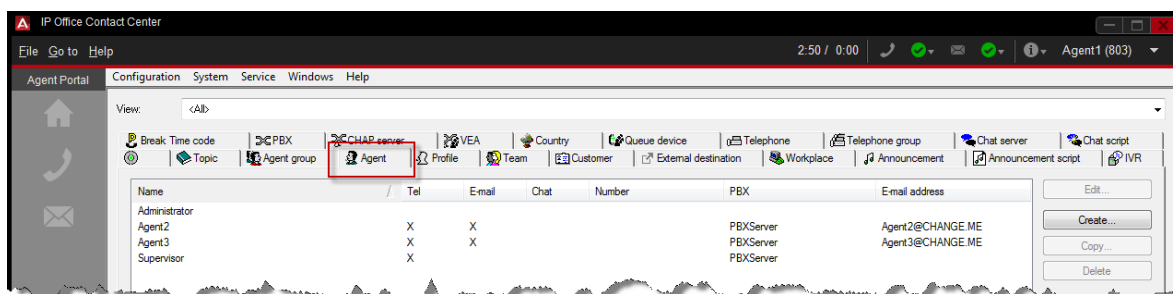 IP Office Contact Center
File Go to Help 2:50 / 0:00 Agent1 (803)
Agent Portal Configuration System Service Windows Help
View: <All>
Break Time code PBX CHAP server VEA Country Queue device Telephone Telephone group Chat server Chat script
Topic Agent group Agent Profile Team Customer External destination Workplace Announcement Announcement script IVR
Name Tel E-mail Chat Number PBX E-mail address Edit...
Administrator
Agent2 X X PBXServer Agent2@CHANGE.ME Create...
Agent3 X X PBXServer Agent3@CHANGE.ME Copy...
Supervisor X PBXServer
Delete